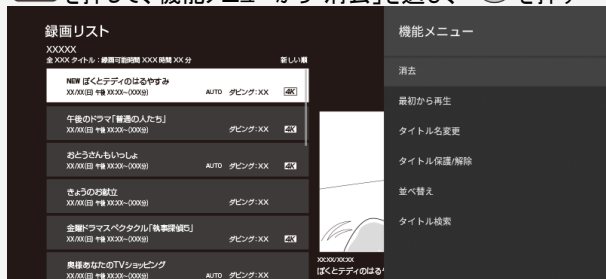 を押して、機能メニューから「消去」を選び、
を押す
録画リスト
XXXXX
全 XXX タイトル：録画可能時間 XXX 時間 XX 分
新しい順
NEW ぼくとテディのはるやすみ
XX/XX(日) 午後 XX:XX~(XXX分) AUTO ダビング:XX 4K
午後のドラマ「普通の人たち」
XX/XX(日) 午後 XX:XX~(XXX分) ダビング:XX 4K
おとうさんもいっしょ
XX/XX(日) 午後 XX:XX~(XXX分) AUTO ダビング:XX 4K
きょうのお献立
XX/XX(日) 午後 XX:XX~(XXX分) ダビング:XX
金曜ドラマスペクタクル「執事探偵5」
XX/XX(日) 午後 XX:XX~(XXX分) ダビング:XX 4K
奥様あなたのTVショッピング
XX/XX(日) 午後 XX:XX~(XXX分) AUTO ダビング:XX
XX:XX/XX:XX
ぼくとテディのはる
機能メニュー
消去
最初から再生
タイトル名変更
タイトル保護/解除
並べ替え
タイトル検索